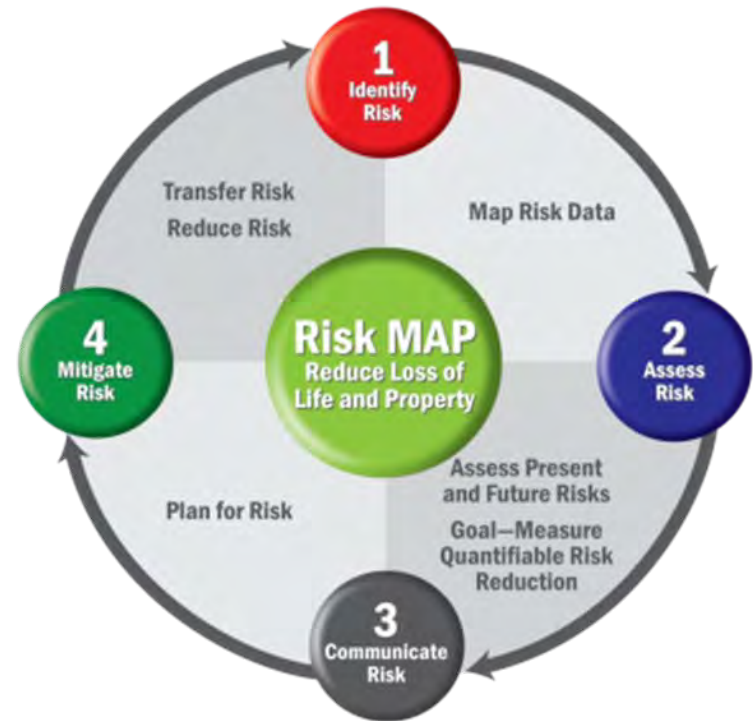 1
Identify
Risk
Transfer Risk
Reduce Risk
Map Risk Data
Risk MAP
Reduce Loss of
Life and Property
4
Mitigate
Risk
2
Assess
Risk
Assess Present
and Future Risks
Goal—Measure
Quantifiable Risk
Reduction
Plan for Risk
3
Communicate
Risk